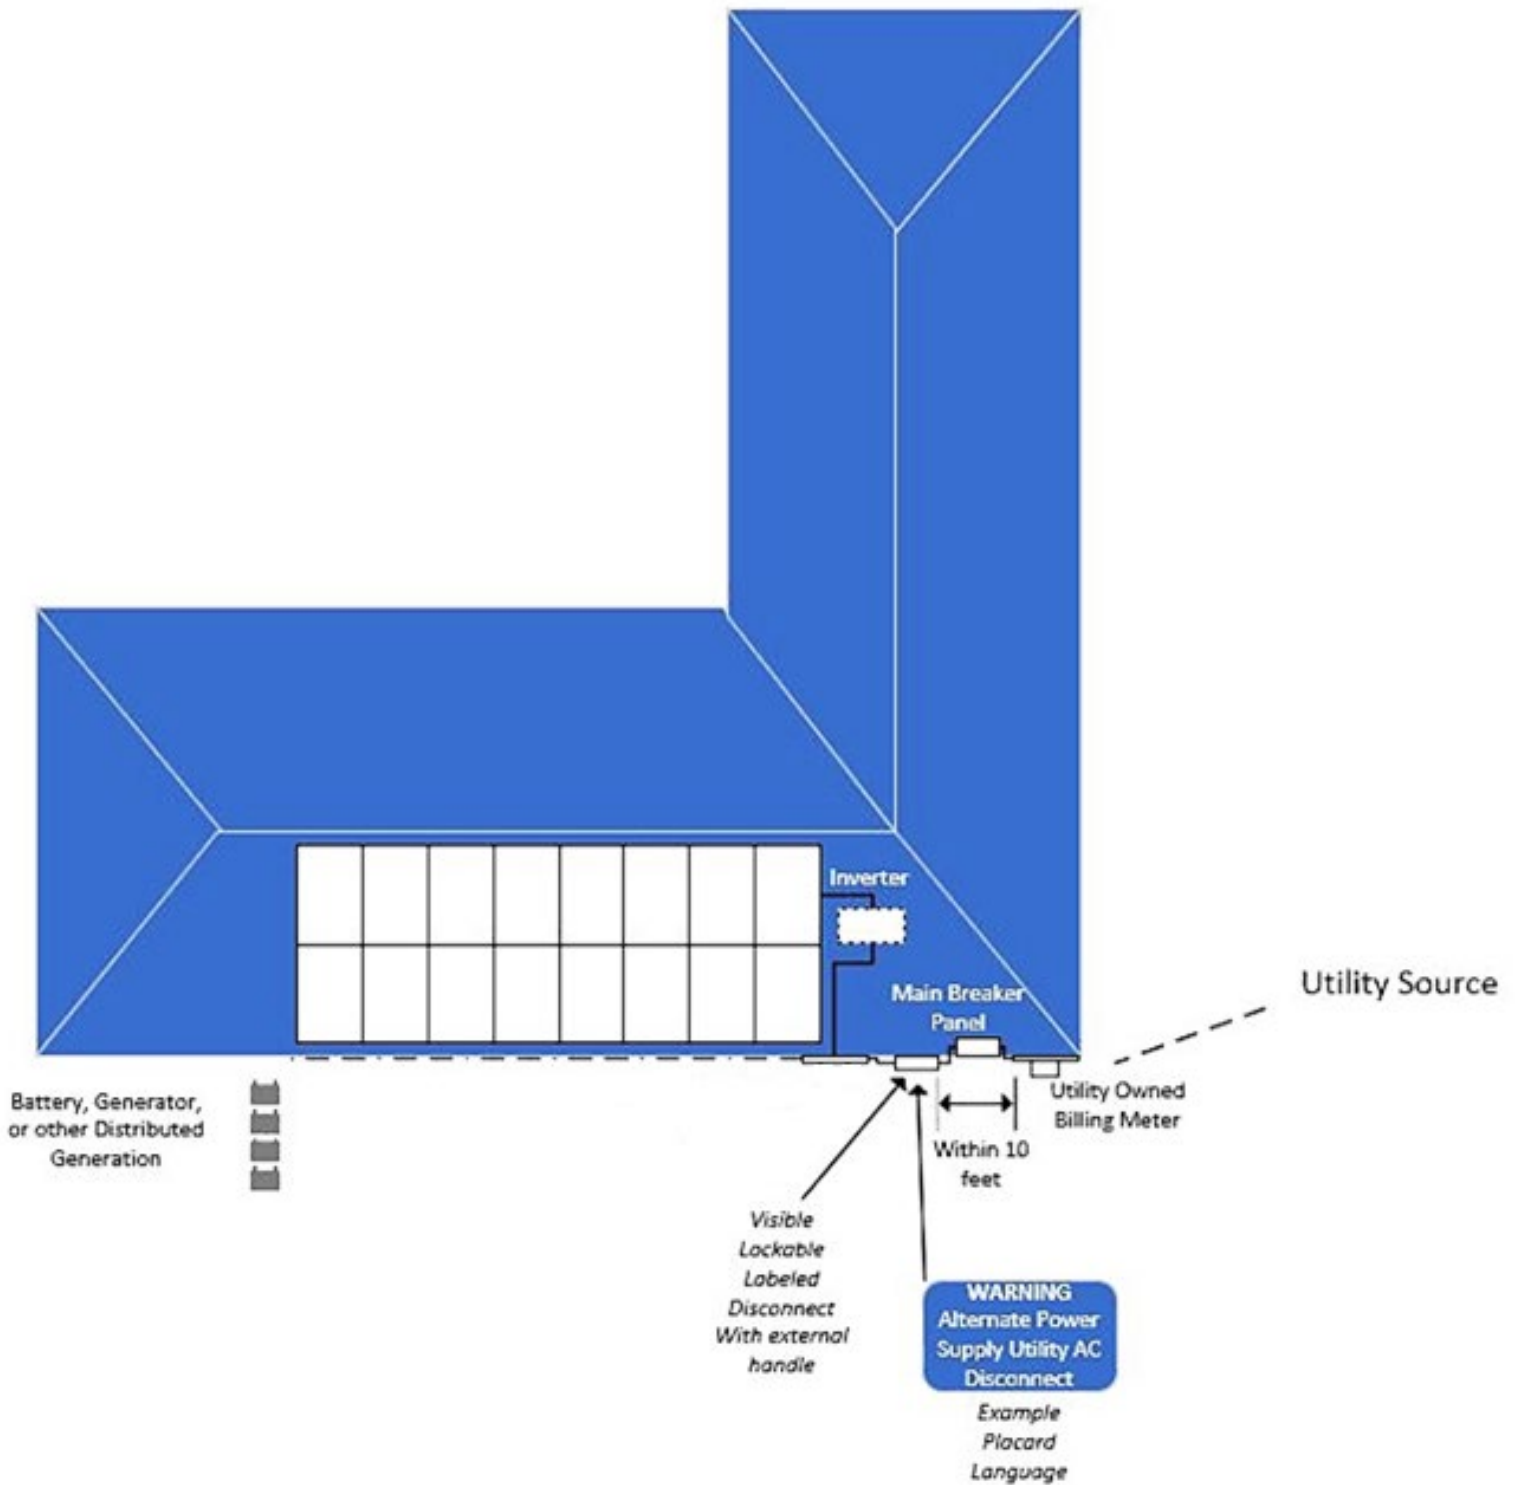 Inverter
Main Breaker
Panel
Utility Source
Battery, Generator,
or other Distributed
Generation
Utility Owned
Billing Meter
Within 10
feet
Visible
Lockable
Labeled
Disconnect
With external
handle
WARNING
Alternate Power
Supply Utility AC
Disconnect
Example
Placard
Language